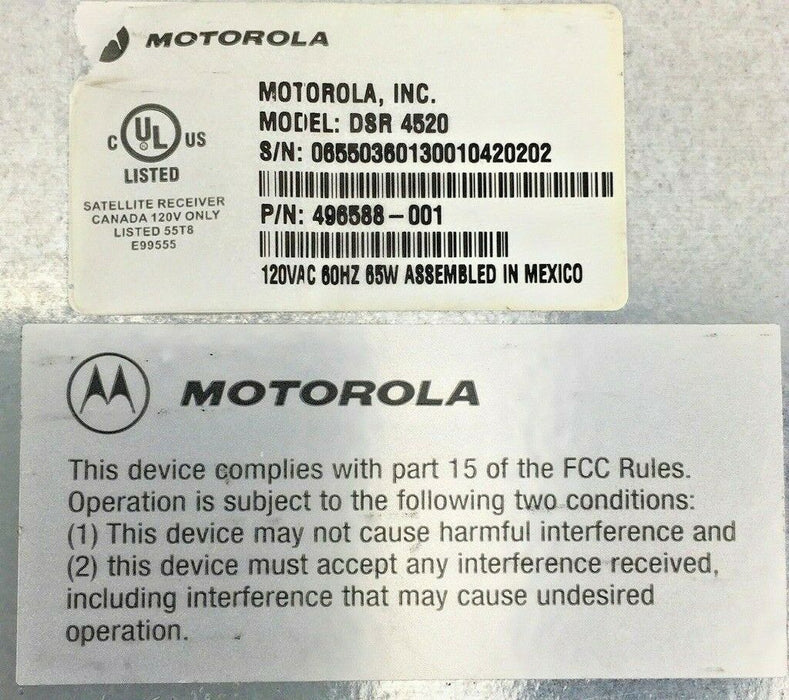 MOTOROLA
MOTOROLA, INC.
MODEL: DSR 4520
S/N: 06550360130010420202
C UL US
LISTED
SATELLITE RECEIVER
CANADA 120V ONLY
LISTED 55T8
E99555
P/N: 496588-001
120VAC 60HZ 65W ASSEMBLED IN MEXICO
MOTOROLA
This device complies with part 15 of the FCC Rules.
Operation is subject to the following two conditions:
(1) This device may not cause harmful interference and
(2) this device must accept any interference received,
including interference that may cause undesired
operation.